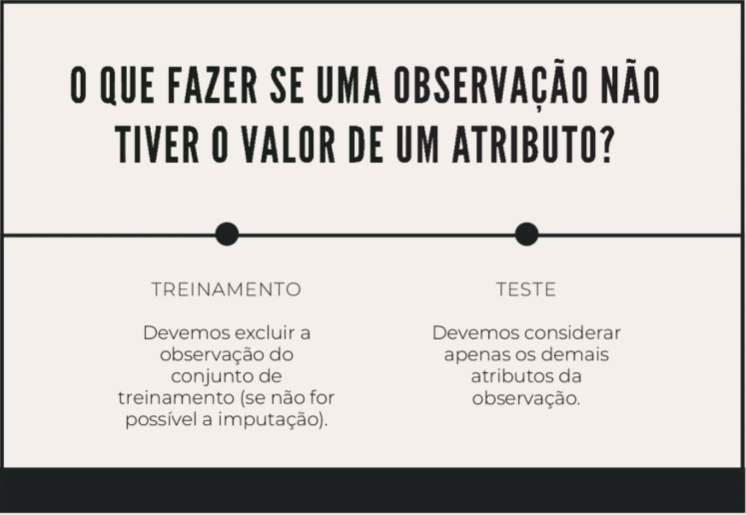 O QUE FAZER SE UMA OBSERVAÇÃO NÃO
TIVER O VALOR DE UM ATRIBUTO?
TREINAMENTO
Devemos excluir a
observação do
conjunto de
treinamento (se não for
possível a imputação).
TESTE
Devemos considerar
apenas os demais
atributos da
observação.